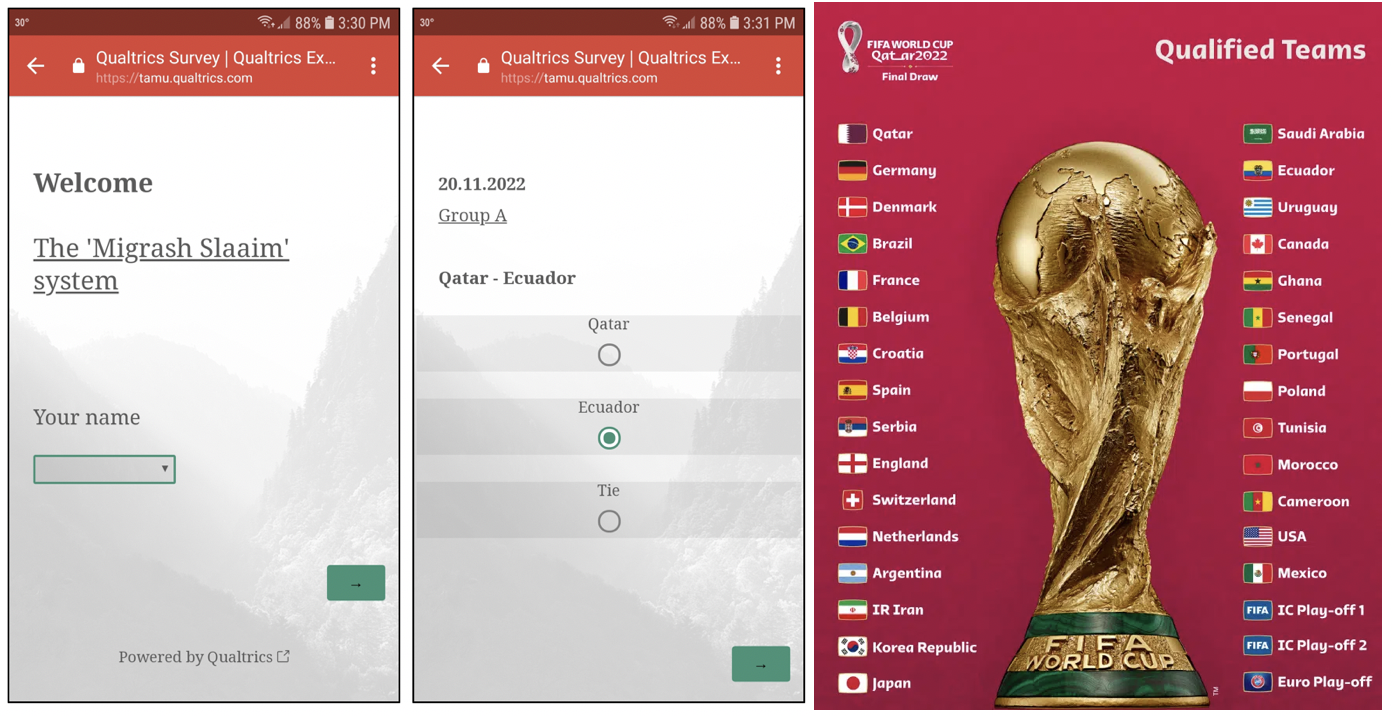 30°
88% 3:30 PM
Qualtrics Survey | Qualtrics Ex...
https://tamu.qualtrics.com
Welcome
The 'Migrash Slaaim'
system
Your name
→
Powered by Qualtrics
30°
88% 3:31 PM
Qualtrics Survey | Qualtrics Ex...
https://tamu.qualtrics.com
20.11.2022
Group A
Qatar - Ecuador
Qatar
Ecuador
Tie
→
FIFA WORLD CUP
Qatar2022
Final Draw
Qualified Teams
Qatar
Germany
Denmark
Brazil
France
Belgium
Croatia
Spain
Serbia
England
Switzerland
Netherlands
Argentina
IR Iran
Korea Republic
Japan
Saudi Arabia
Ecuador
Uruguay
Canada
Ghana
Senegal
Portugal
Poland
Tunisia
Morocco
Cameroon
USA
Mexico
FIFA IC Play-off 1
FIFA IC Play-off 2
Euro Play-off
FIFA
WORLD CUP
TM